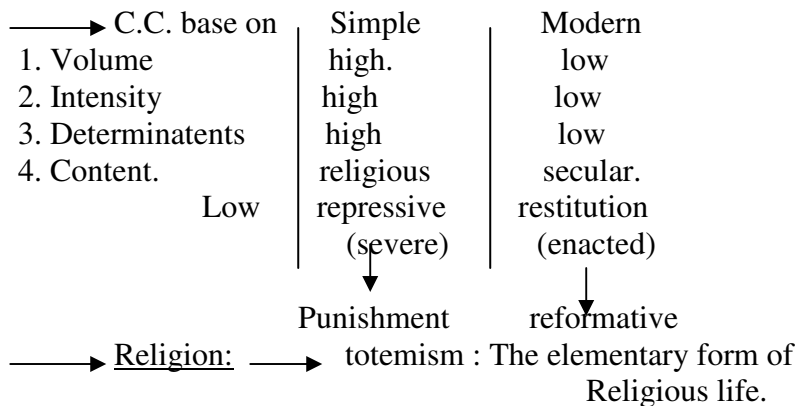 C.C. base on Simple Modern
1. Volume high. low
2. Intensity high low
3. Determinatents high low
4. Content. religious secular.
Low repressive restitution
(severe) (enacted)
Punishment reformative
Religion: totemism : The elementary form of
Religious life.